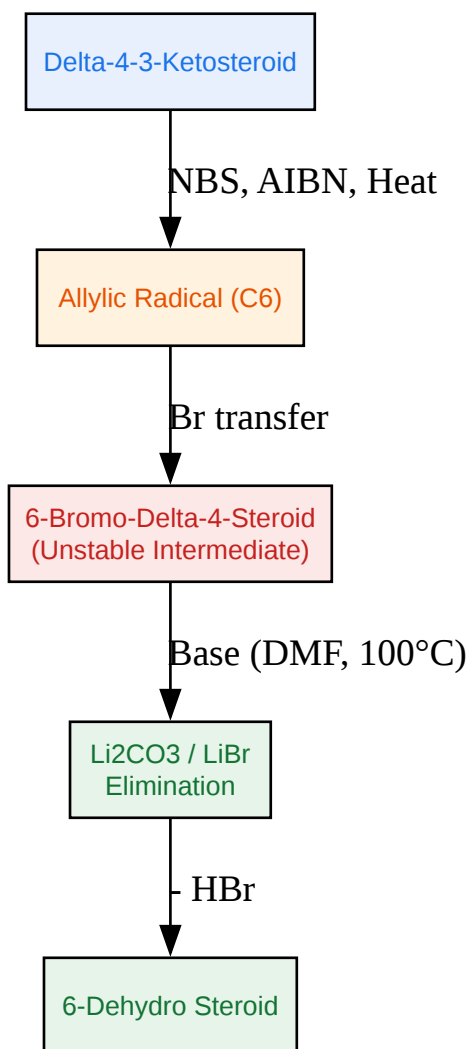 Delta-4-3-Ketosteroid
NBS, AIBN, Heat
Allylic Radical (C6)
Br transfer
6-Bromo-Delta-4-Steroid
(Unstable Intermediate)
Base (DMF, 100°C)
Li2CO3 / LiBr
Elimination
- HBr
6-Dehydro Steroid